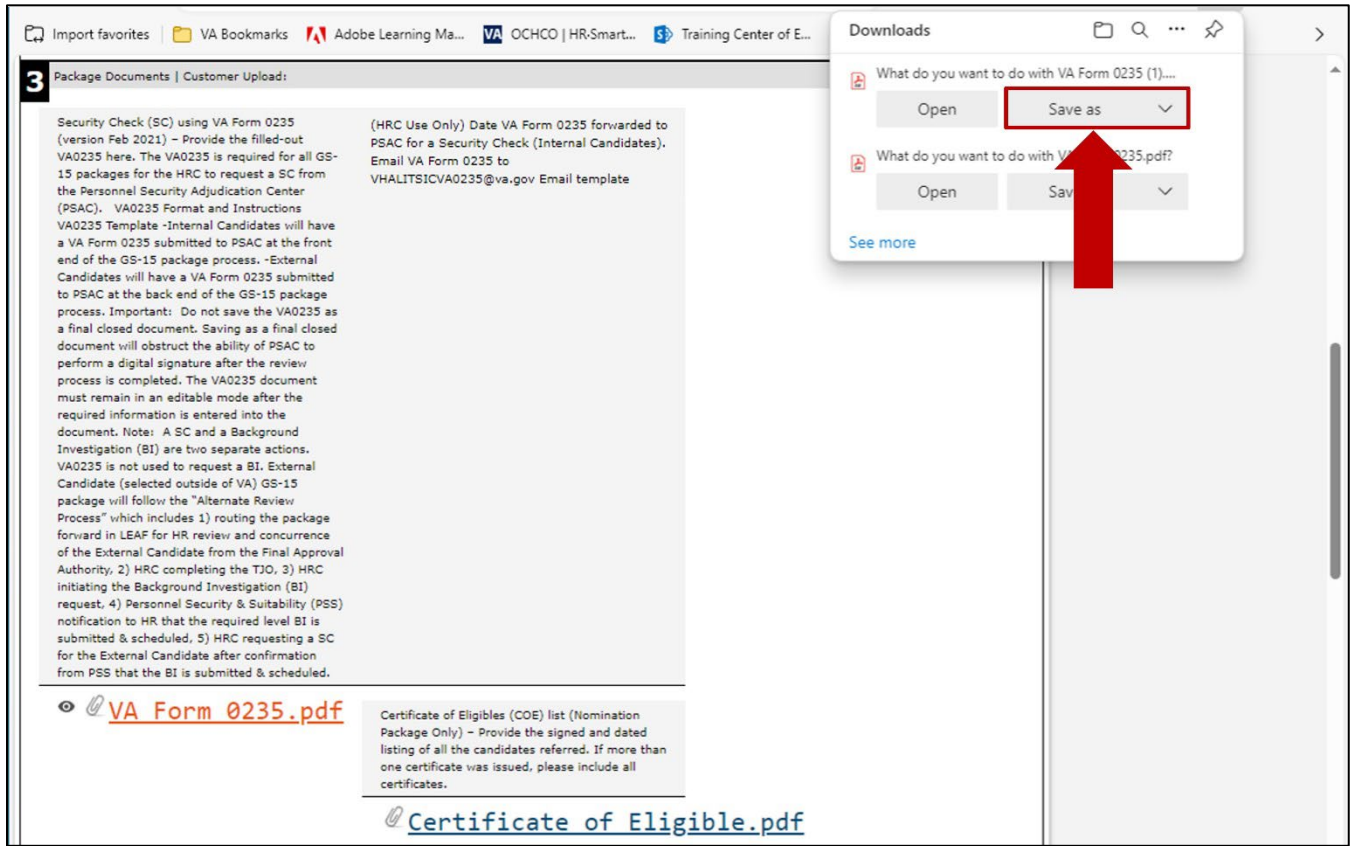 Import favorites
VA Bookmarks
Adobe Learning Ma...
VA OCHCO | HR-Smart...
Training Center of E...
3 Package Documents | Customer Upload:
Security Check (SC) using VA Form 0235
(version Feb 2021) – Provide the filled-out
VA0235 here. The VA0235 is required for all GS-
15 packages for the HRC to request a SC from
the Personnel Security Adjudication Center
(PSAC). VA0235 Format and Instructions
VA0235 Template -Internal Candidates will have
a VA Form 0235 submitted to PSAC at the front
end of the GS-15 package process. -External
Candidates will have a VA Form 0235 submitted
to PSAC at the back end of the GS-15 package
process. Important: Do not save the VA0235 as
a final closed document. Saving as a final closed
document will obstruct the ability of PSAC to
perform a digital signature after the review
process is completed. The VA0235 document
must remain in an editable mode after the
required information is entered into the
document. Note: A SC and a Background
Investigation (BI) are two separate actions.
VA0235 is not used to request a BI. External
Candidate (selected outside of VA) GS-15
package will follow the "Alternate Review
Process" which includes 1) routing the package
forward in LEAF for HR review and concurrence
of the External Candidate from the Final Approval
Authority, 2) HRC completing the TJO, 3) HRC
initiating the Background Investigation (BI)
request, 4) Personnel Security & Suitability (PSS)
notification to HR that the required level BI is
submitted & scheduled, 5) HRC requesting a SC
for the External Candidate after confirmation
from PSS that the BI is submitted & scheduled.
VA Form 0235.pdf
(HRC Use Only) Date VA Form 0235 forwarded to
PSAC for a Security Check (Internal Candidates).
Email VA Form 0235 to
VHALITSICVA0235@va.gov Email template
Certificate of Eligibles (COE) list (Nomination
Package Only) – Provide the signed and dated
listing of all the candidates referred. If more than
one certificate was issued, please include all
certificates.
Certificate of Eligible.pdf
Downloads
What do you want to do with VA Form 0235 (1)....
Open
Save as
What do you want to do with 0235.pdf?
Open
See more